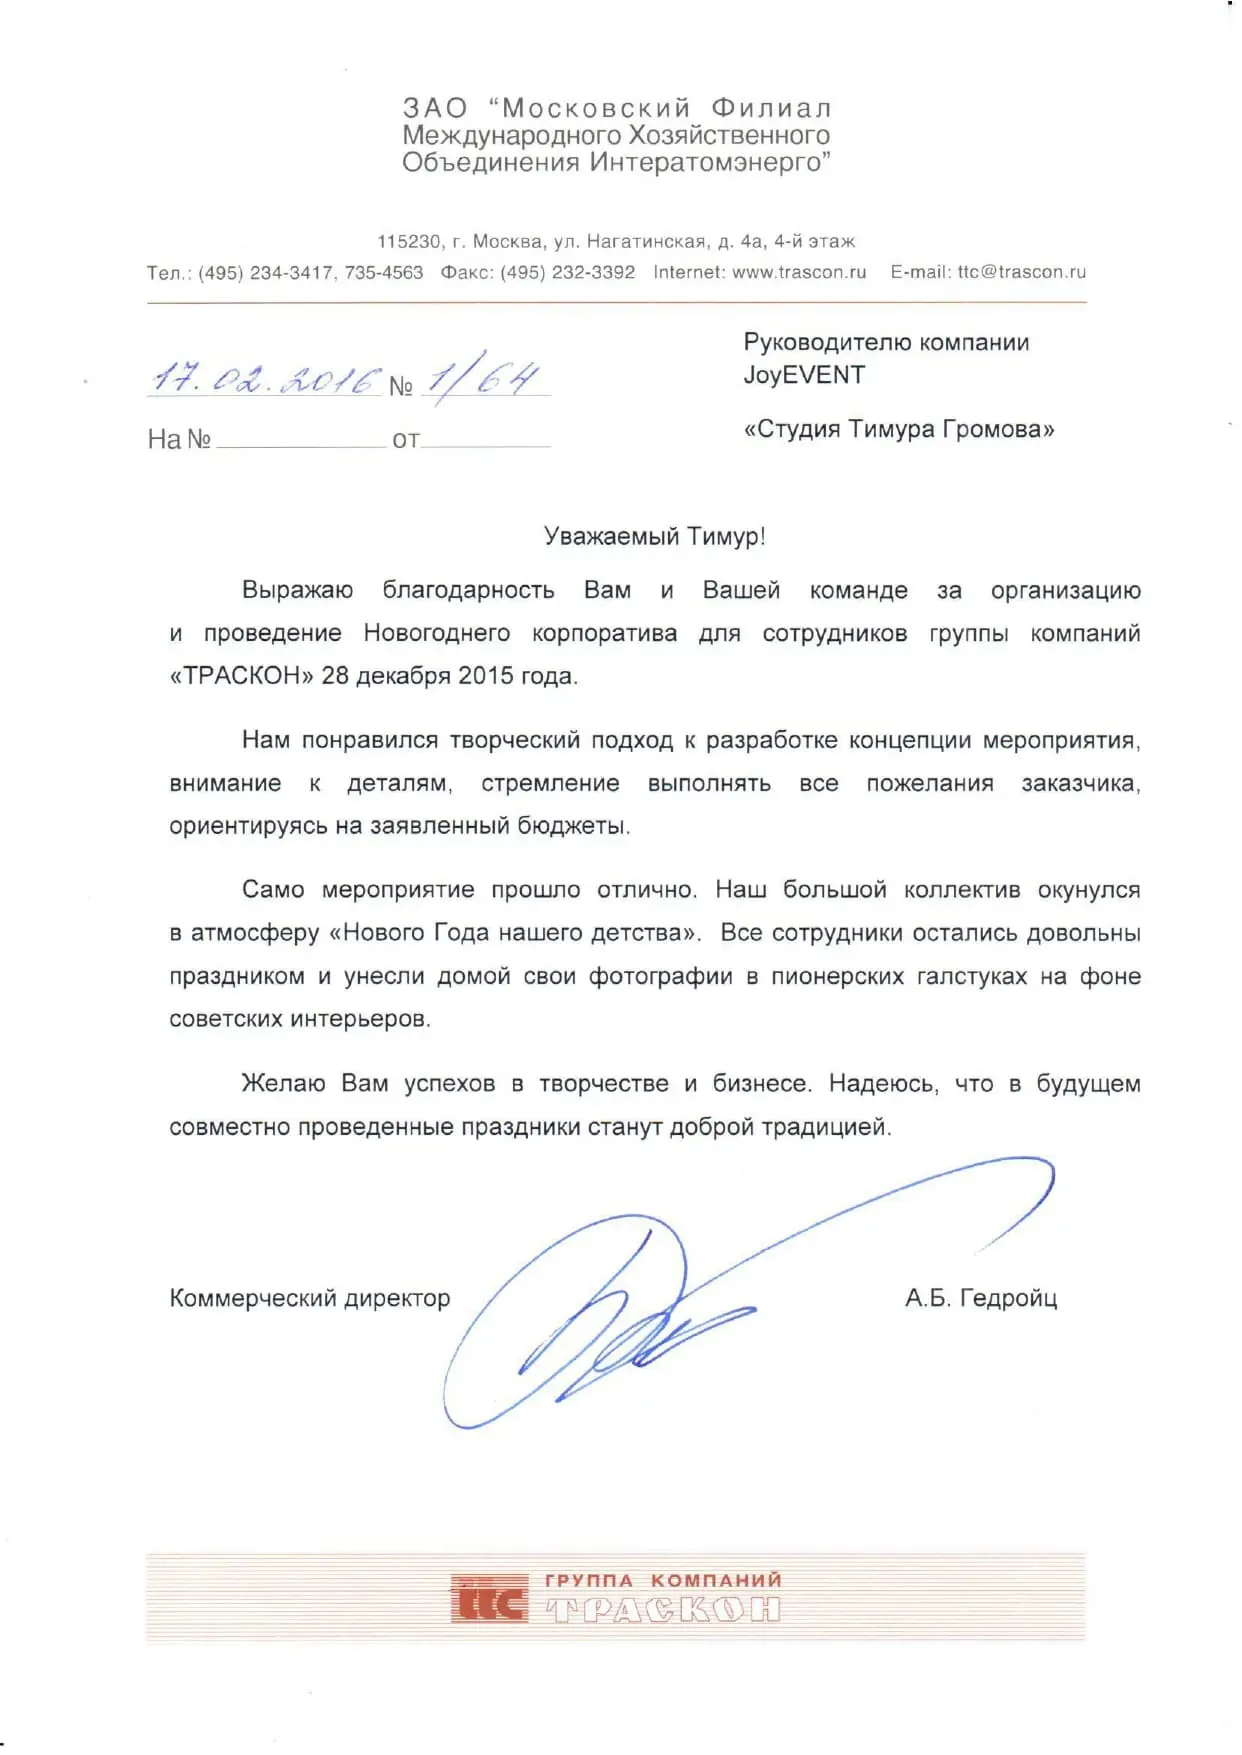 ЗАО “Московский Филиал
Международного Хозяйственного
Объединения Интератомэнерго”
115230, г. Москва, ул. Нагатинская, д. 4а, 4-й этаж
Тел.: (495) 234-3417, 735-4563 Факс: (495) 232-3392 Internet: www.trascon.ru E-mail: ttc@trascon.ru
17.02.2016 № 1/64
На № от
Руководителю компании
JoyEVENT
«Студия Тимура Громова»
Уважаемый Тимур!
Выражаю благодарность Вам и Вашей команде за организацию
и проведение Новогоднего корпоратива для сотрудников группы компаний
«ТРАСКОН» 28 декабря 2015 года.
Нам понравился творческий подход к разработке концепции мероприятия,
внимание к деталям, стремление выполнять все пожелания заказчика,
ориентируясь на заявленный бюджеты.
Само мероприятие прошло отлично. Наш большой коллектив окунулся
в атмосферу «Нового Года нашего детства». Все сотрудники остались довольны
праздником и унесли домой свои фотографии в пионерских галстуках на фоне
советских интерьеров.
Желаю Вам успехов в творчестве и бизнесе. Надеюсь, что в будущем
совместно проведенные праздники станут доброй традицией.
Коммерческий директор А.Б. Гедройц
ttc ГРУППА КОМПАНИЙ
ТРАСКОН